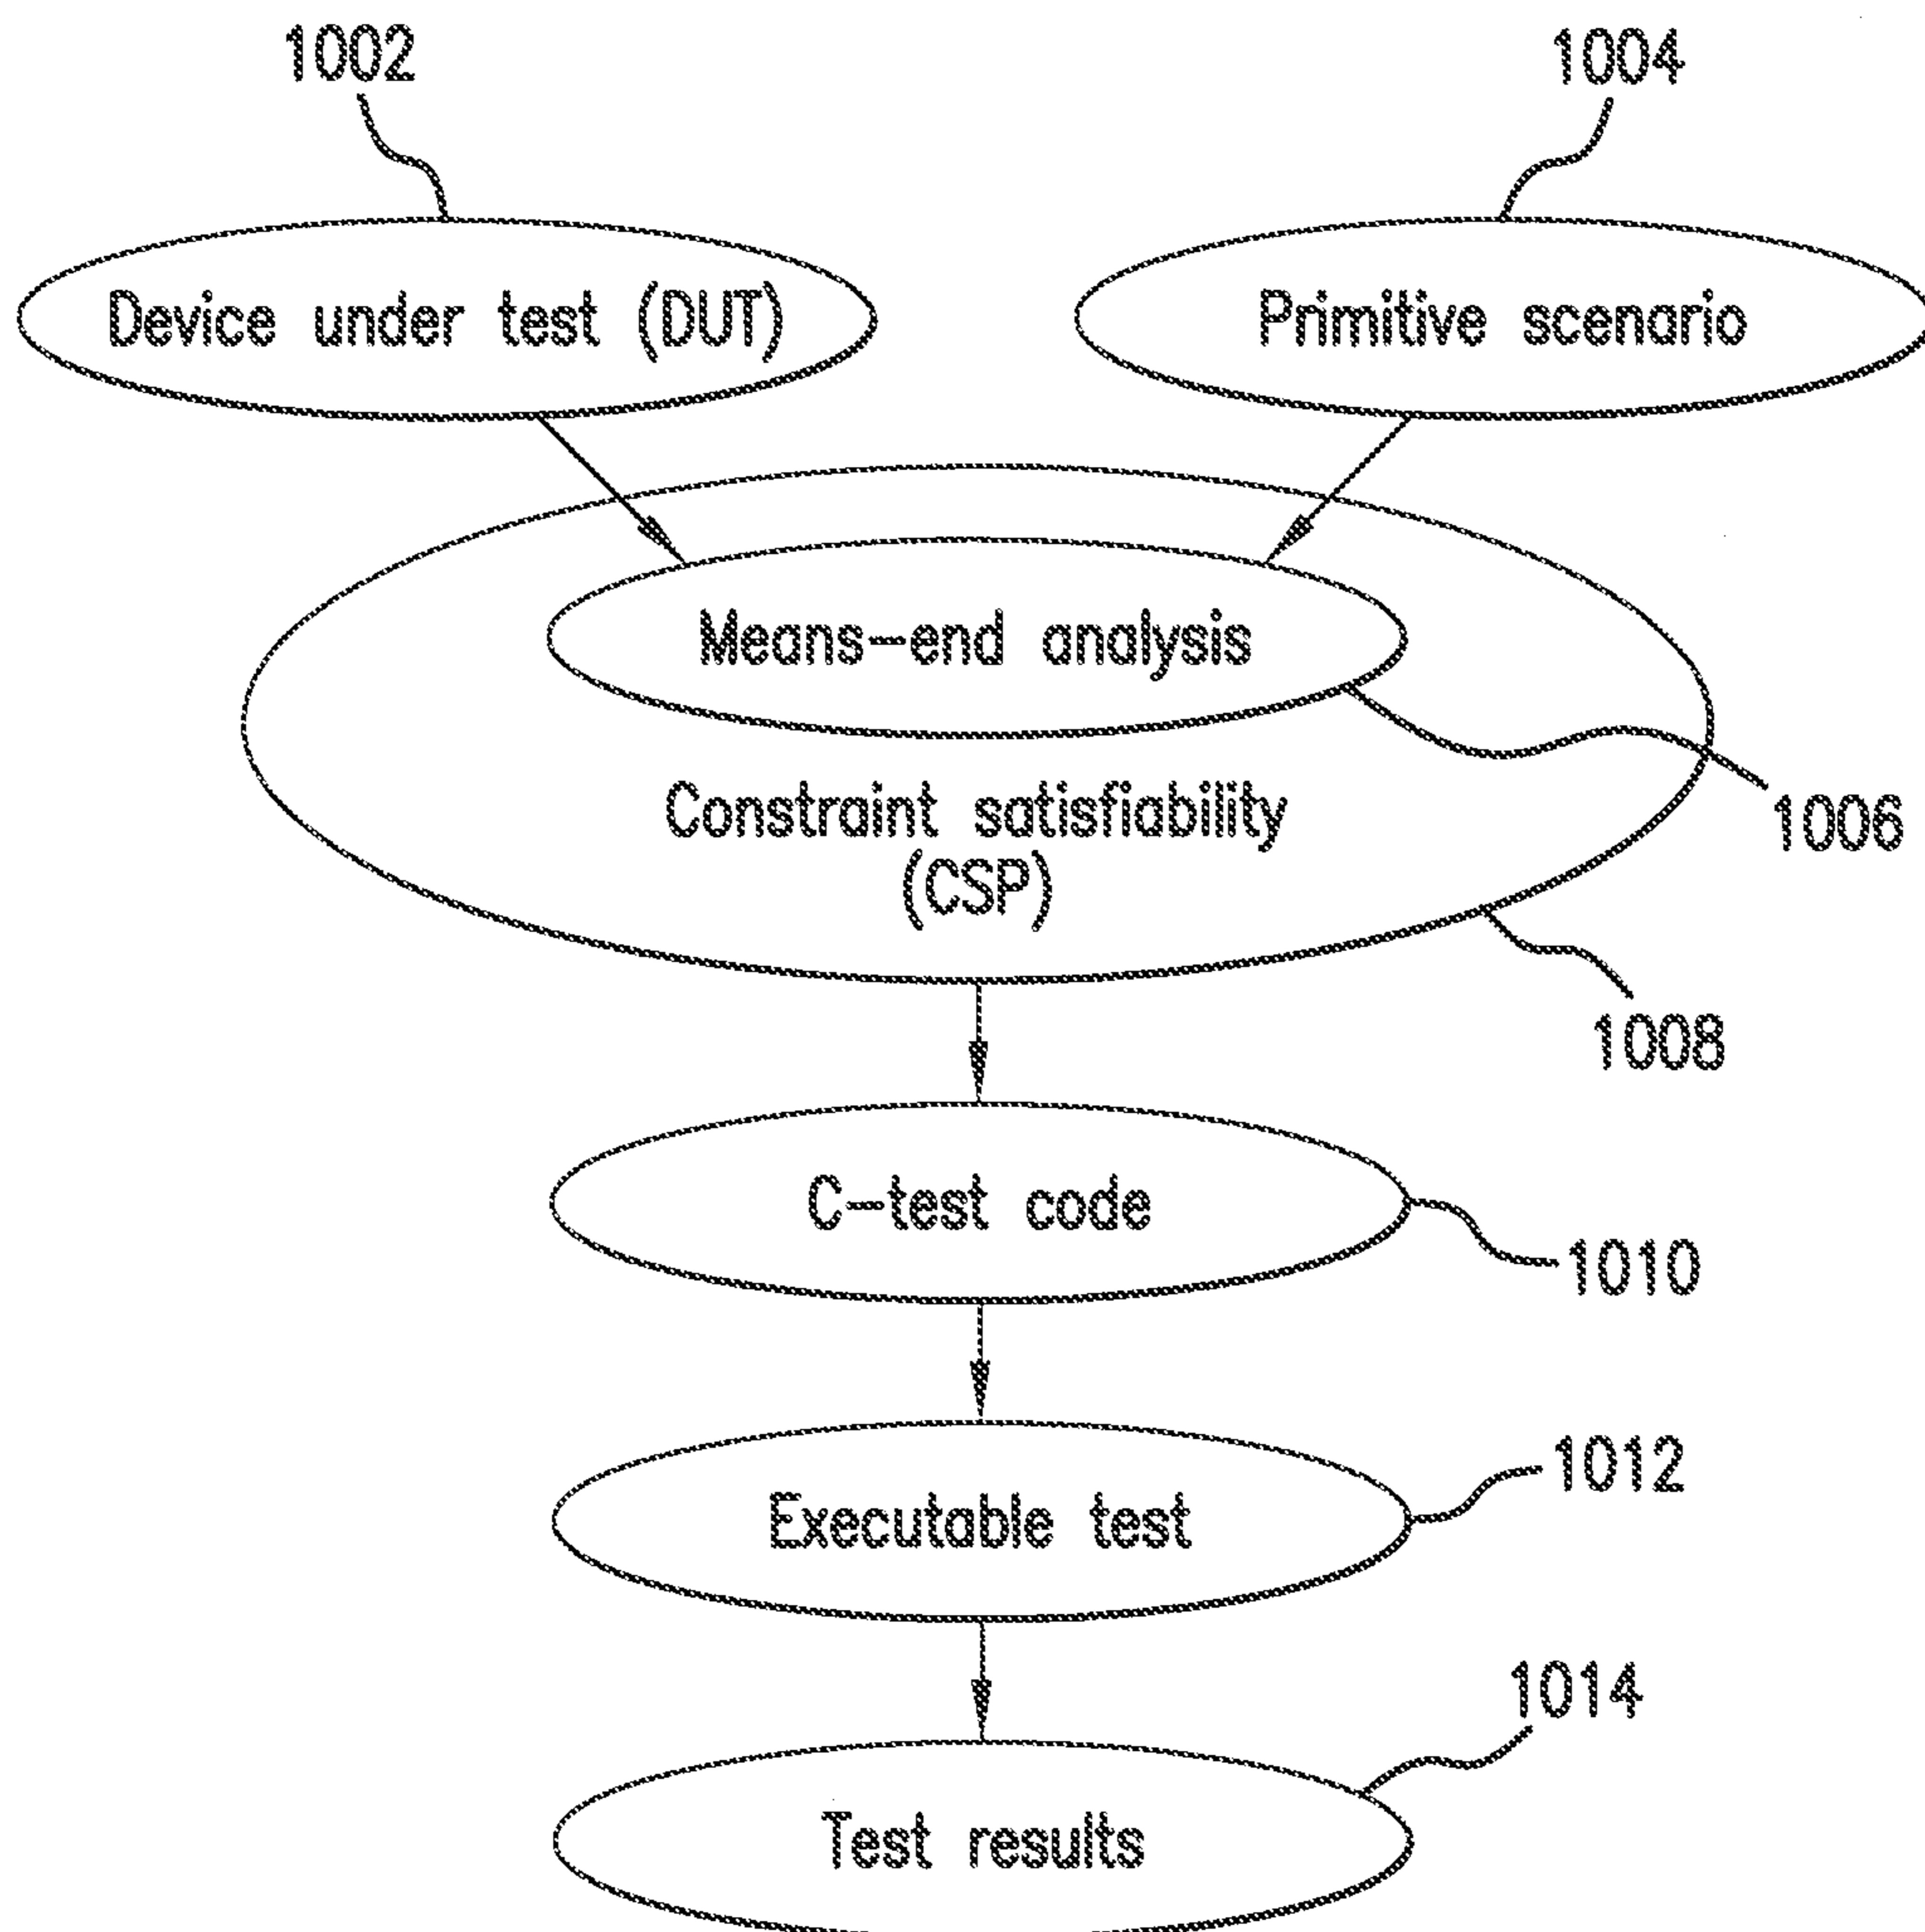 1002
1004
Device under test (DUT)
Primitive scenario
Means-end analysis
Constraint satisfiability
(CSP)
1006
1008
C-test code
1010
Executable test
1012
1014
Test results